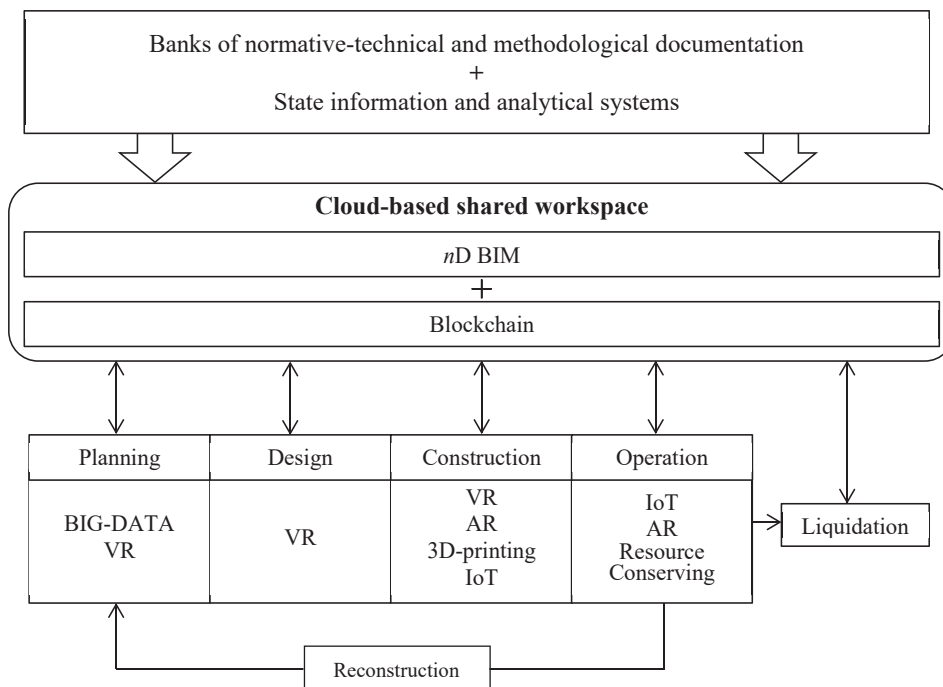 Banks of normative-technical and methodological documentation
+
State information and analytical systems
Cloud-based shared workspace
nD BIM
+
Blockchain
Planning
Design
Construction
Operation
BIG-DATA
VR
VR
VR
AR
3D-printing
IoT
IoT
AR
Resource
Conserving
Liquidation
Reconstruction